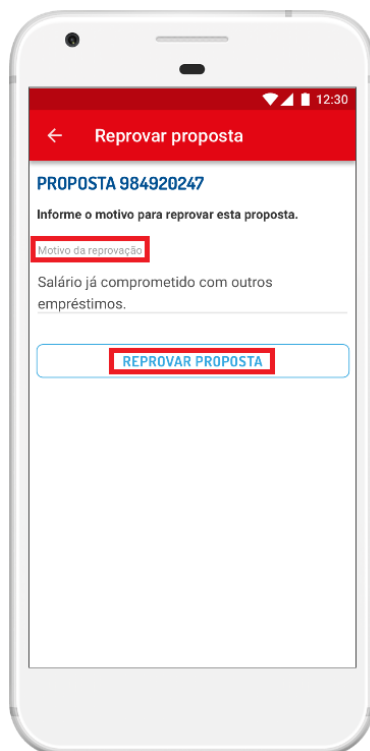 12:30
Reprovar proposta
PROPOSTA 984920247
Informe o motivo para reprovar esta proposta.
Motivo da reprovação
Salário já comprometido com outros
empréstimos.
REPROVAR PROPOSTA